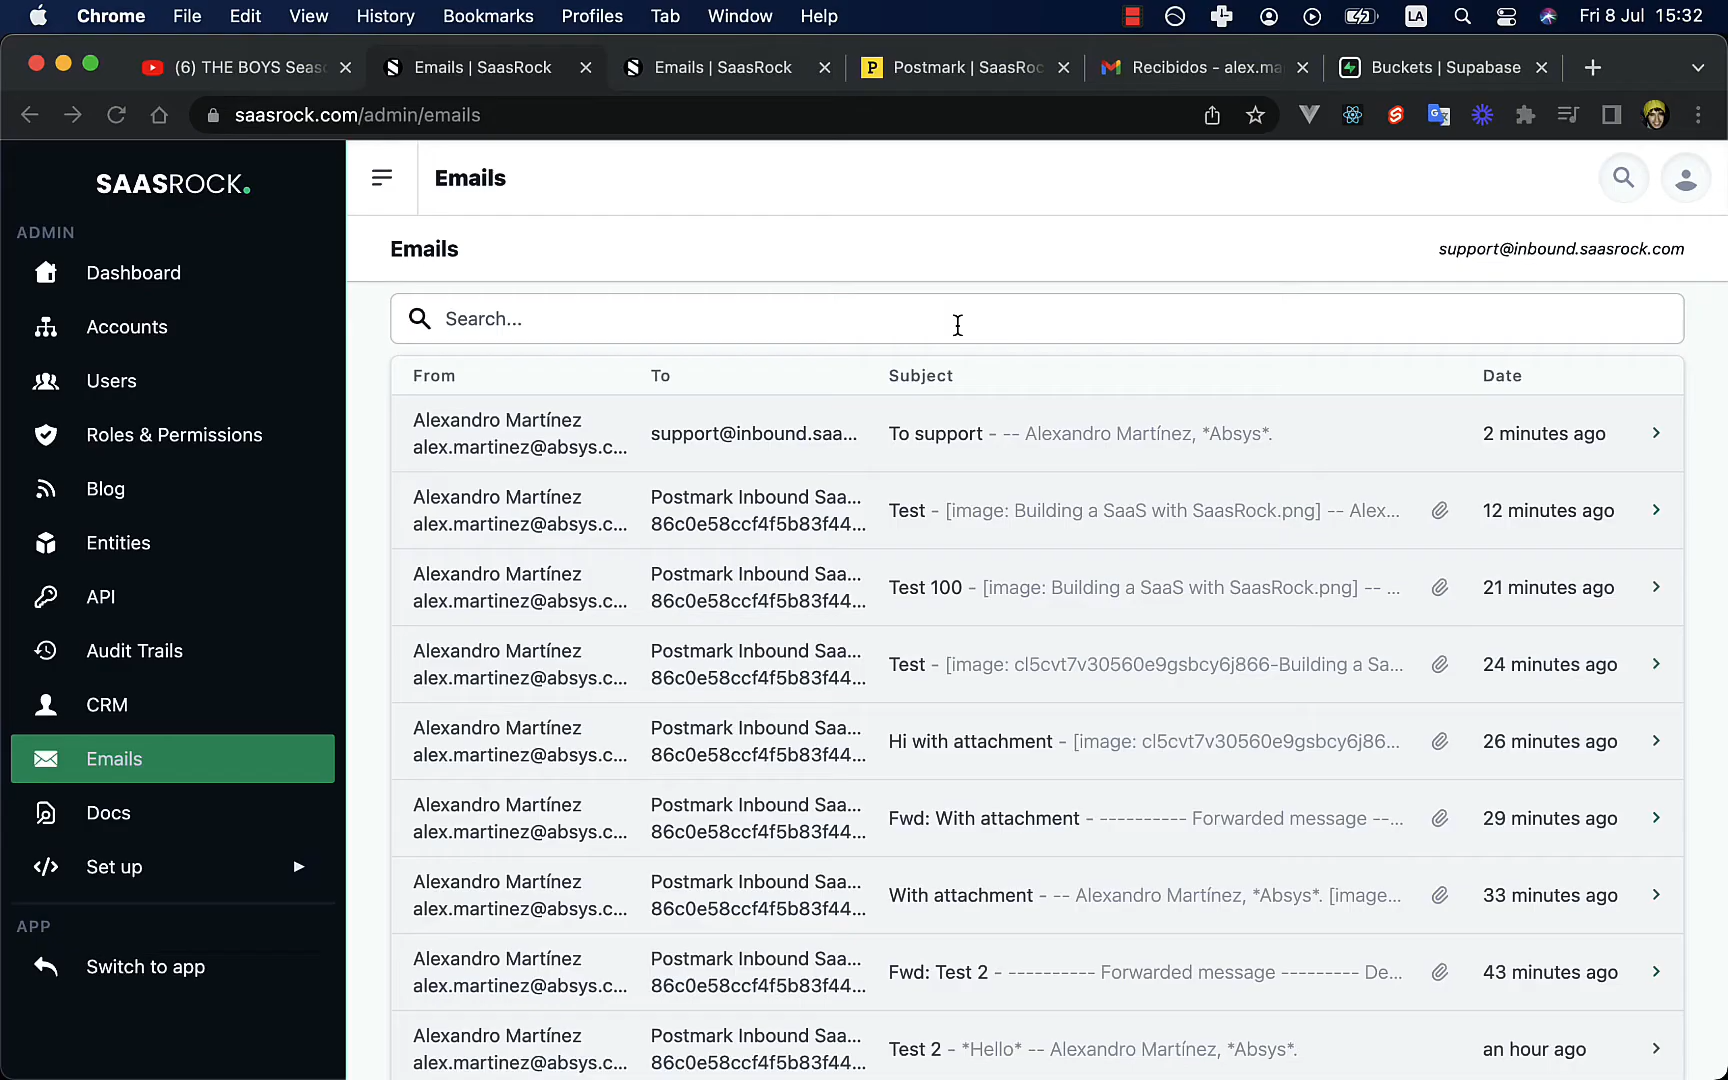 Chrome File Edit View History Bookmarks Profiles Tab Window Help LA Fri 8 Jul 15:32
(6) THE BOYS Seas Emails | SaasRock Emails | SaasRock P Postmark | SaasRoc Recibidos - alex.ma Buckets | Supabase
saasrock.com/admin/emails
SAASROCK.
Emails
ADMIN
Dashboard
Accounts
Users
Roles & Permissions
Blog
Entities
API
Audit Trails
CRM
Emails
Docs
Set up
APP
Switch to app
Emails support@inbound.saasrock.com
Search...
From To Subject Date
Alexandro Martínez
alex.martinez@absys.c... support@inbound.saa... To support - -- Alexandro Martínez, *Absys*. 2 minutes ago
Alexandro Martínez Postmark Inbound Saa...
alex.martinez@absys.c... 86c0e58ccf4f5b83f44... Test - [image: Building a SaaS with SaasRock.png] -- Alex... 12 minutes ago
Alexandro Martínez Postmark Inbound Saa...
alex.martinez@absys.c... 86c0e58ccf4f5b83f44... Test 100 - [image: Building a SaaS with SaasRock.png] -- ... 21 minutes ago
Alexandro Martínez Postmark Inbound Saa...
alex.martinez@absys.c... 86c0e58ccf4f5b83f44... Test - [image: cl5cvt7v30560e9gsbcy6j866-Building a Sa... 24 minutes ago
Alexandro Martínez Postmark Inbound Saa...
alex.martinez@absys.c... 86c0e58ccf4f5b83f44... Hi with attachment - [image: cl5cvt7v30560e9gsbcy6j86... 26 minutes ago
Alexandro Martínez Postmark Inbound Saa...
alex.martinez@absys.c... 86c0e58ccf4f5b83f44... Fwd: With attachment - ---------- Forwarded message --... 29 minutes ago
Alexandro Martínez Postmark Inbound Saa...
alex.martinez@absys.c... 86c0e58ccf4f5b83f44... With attachment - -- Alexandro Martínez, *Absys*. [image... 33 minutes ago
Alexandro Martínez Postmark Inbound Saa...
alex.martinez@absys.c... 86c0e58ccf4f5b83f44... Fwd: Test 2 - ---------- Forwarded message --------- De... 43 minutes ago
Alexandro Martínez Postmark Inbound Saa...
alex.martinez@absys.c... 86c0e58ccf4f5b83f44... Test 2 - *Hello* -- Alexandro Martínez, *Absys*. an hour ago